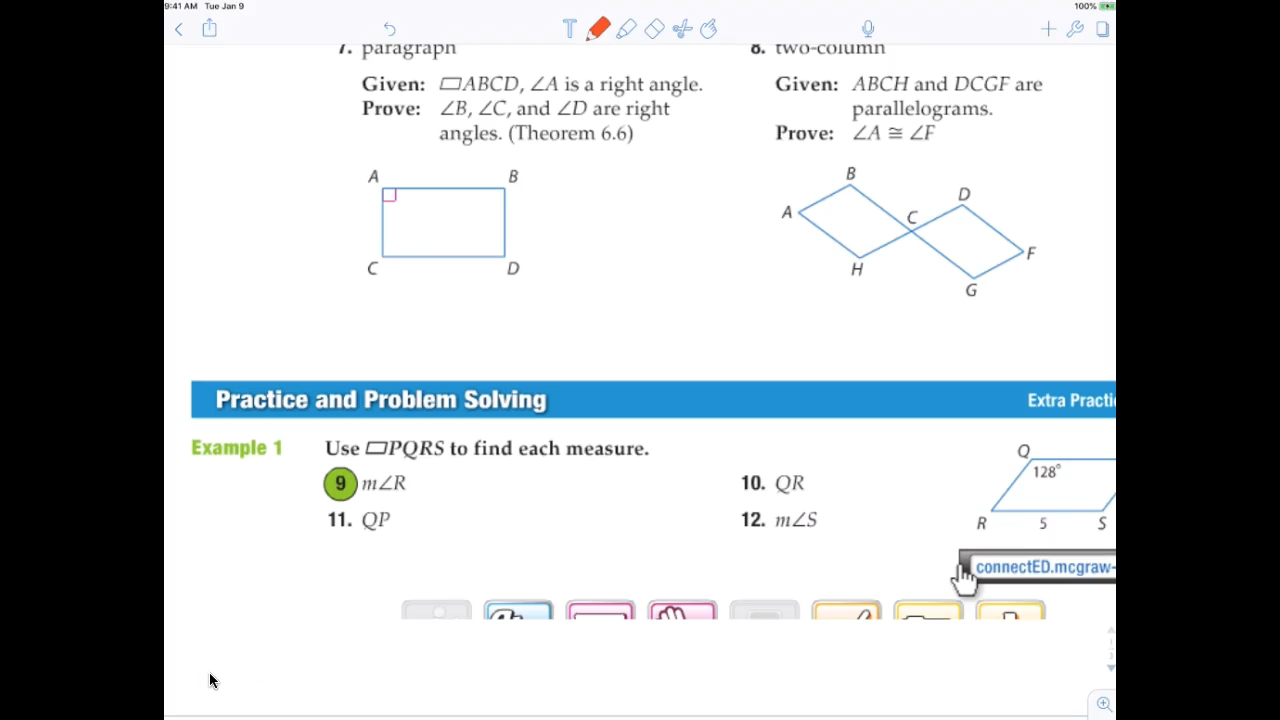 9:41 AM Tue Jan 9
100%
7. paragraph
Given: ▱ABCD, ∠A is a right angle.
Prove: ∠B, ∠C, and ∠D are right
angles. (Theorem 6.6)
A
B
C
D
8. two-column
Given: ABCH and DCGF are
parallelograms.
Prove: ∠A ≅ ∠F
B
D
A
C
F
H
G
Practice and Problem Solving
Extra Practi
Example 1
Use ▱PQRS to find each measure.
9 m∠R
10. QR
11. QP
12. m∠S
Q
128°
R
5
S
connectED.mcgraw-